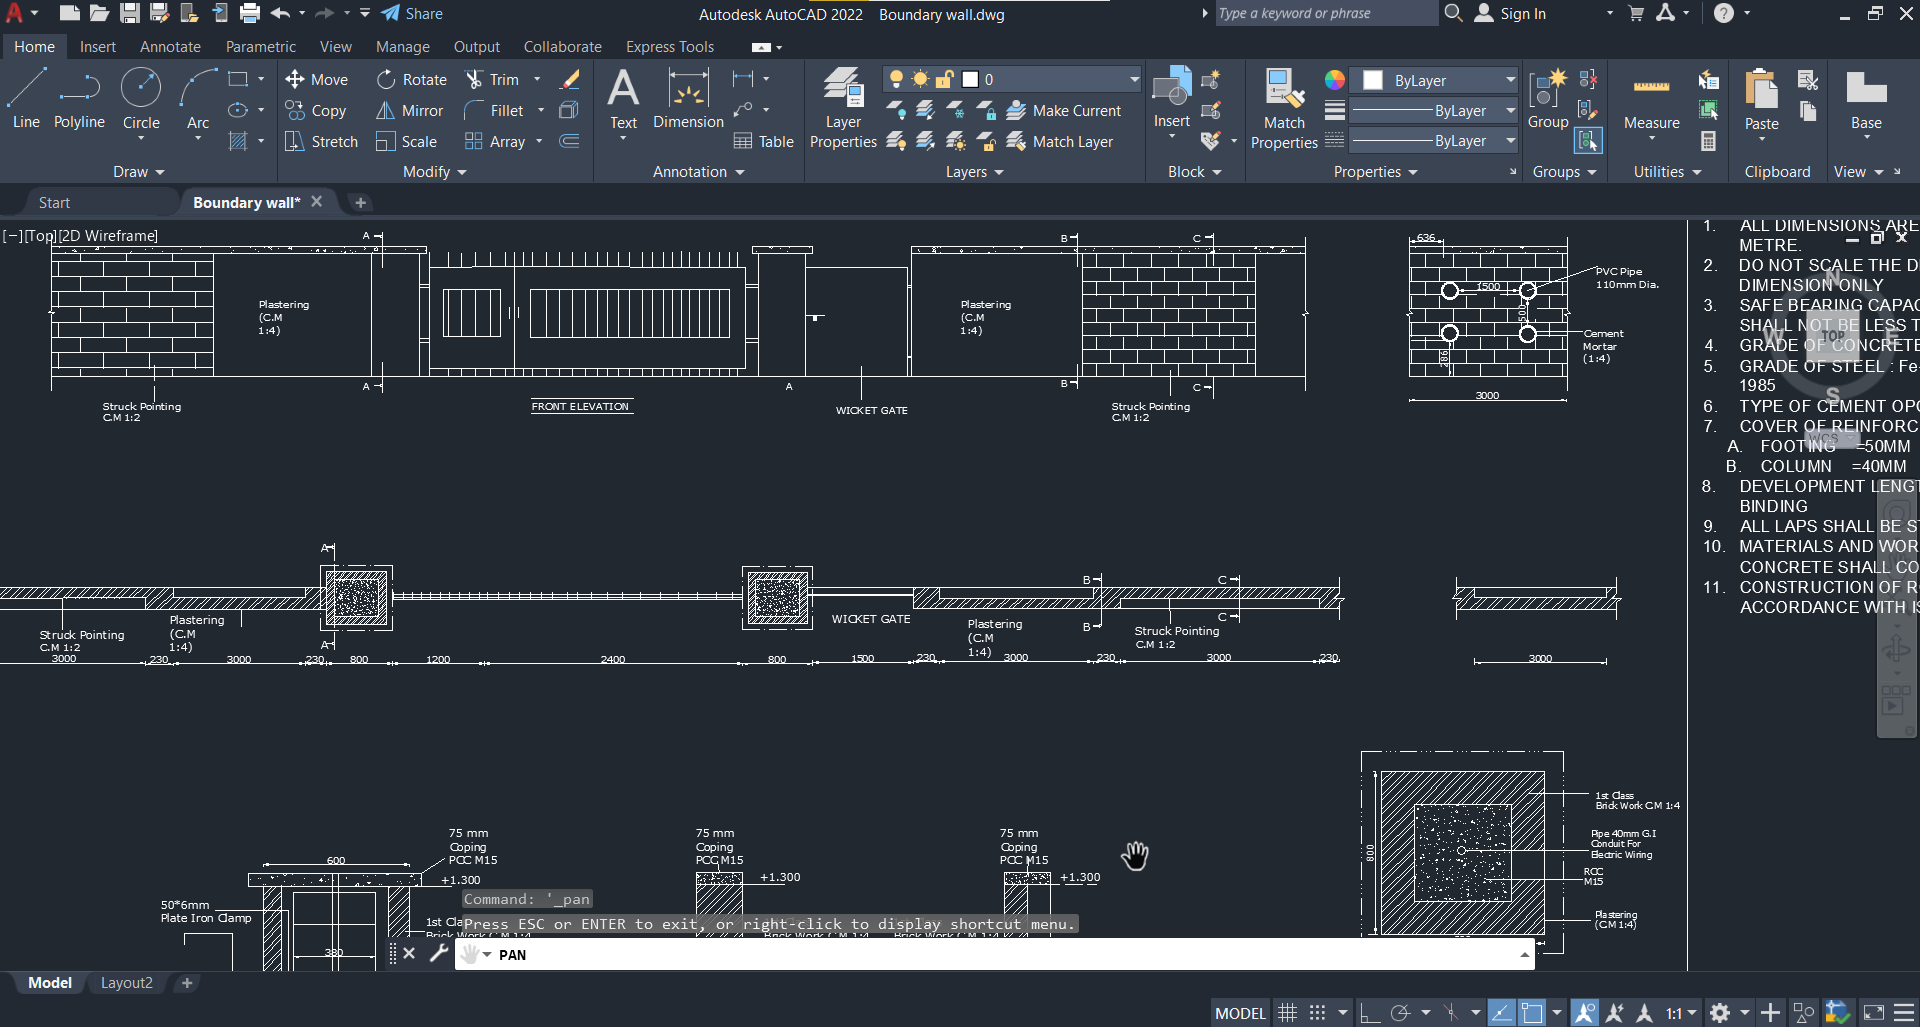 Share
Autodesk AutoCAD 2022 Boundary wall.dwg
Type a keyword or phrase
Sign In
Home Insert Annotate Parametric View Manage Output Collaborate Express Tools
Line Polyline Circle Arc
Move Rotate Trim
Copy Mirror Fillet
Stretch Scale Array
Text Dimension Table
Layer Properties
0
Make Current
Match Layer
Insert
Match Properties
ByLayer
ByLayer
ByLayer
Group
Measure
Paste
Base
Draw Modify Annotation Layers Block Properties Groups Utilities Clipboard View
Start
Boundary wall*
[−][Top][2D Wireframe]
A
B
C
636
Plastering
(C.M
1:4)
Plastering
(C.M
1:4)
1500
500
286
PVC Pipe
110mm Dia.
Cement
Mortar
(1:4)
A
A
B
C
3000
Struck Pointing
C.M 1:2
FRONT ELEVATION
WICKET GATE
Struck Pointing
C.M 1:2
1. ALL DIMENSIONS ARE
METRE.
2. DO NOT SCALE THE D
DIMENSION ONLY
3. SAFE BEARING CAPAC
SHALL NOT BE LESS T
4. GRADE OF CONCRETE
5. GRADE OF STEEL : Fe-
1985
6. TYPE OF CEMENT OPC
7. COVER OF REINFORC
A. FOOTING =50MM
B. COLUMN =40MM
8. DEVELOPMENT LENGT
BINDING
9. ALL LAPS SHALL BE S
10. MATERIALS AND WOR
CONCRETE SHALL CO
11. CONSTRUCTION OF R
ACCORDANCE WITH IS
N
W
TOP
E
S
WCS
A
B
C
Struck Pointing
C.M 1:2
Plastering
(C.M
1:4)
A
WICKET GATE
Plastering
(C.M
1:4)
B
C
Struck Pointing
C.M 1:2
3000 230 3000 230 800 1200 2400 800 1500 230 3000 230 3000 230 3000
75 mm
Coping
PCC M15
75 mm
Coping
PCC M15
75 mm
Coping
PCC M15
600
+1.300
+1.300
+1.300
50*6mm
Plate Iron Clamp
380
1st Cla
800
1st Class
Brick Work C.M 1:4
Pipe 40mm G.I
Conduit For
Electric Wiring
RCC
M15
Plastering
(C.M 1:4)
Command: '_pan
Press ESC or ENTER to exit, or right-click to display shortcut menu.
PAN
Model Layout2
MODEL
1:1